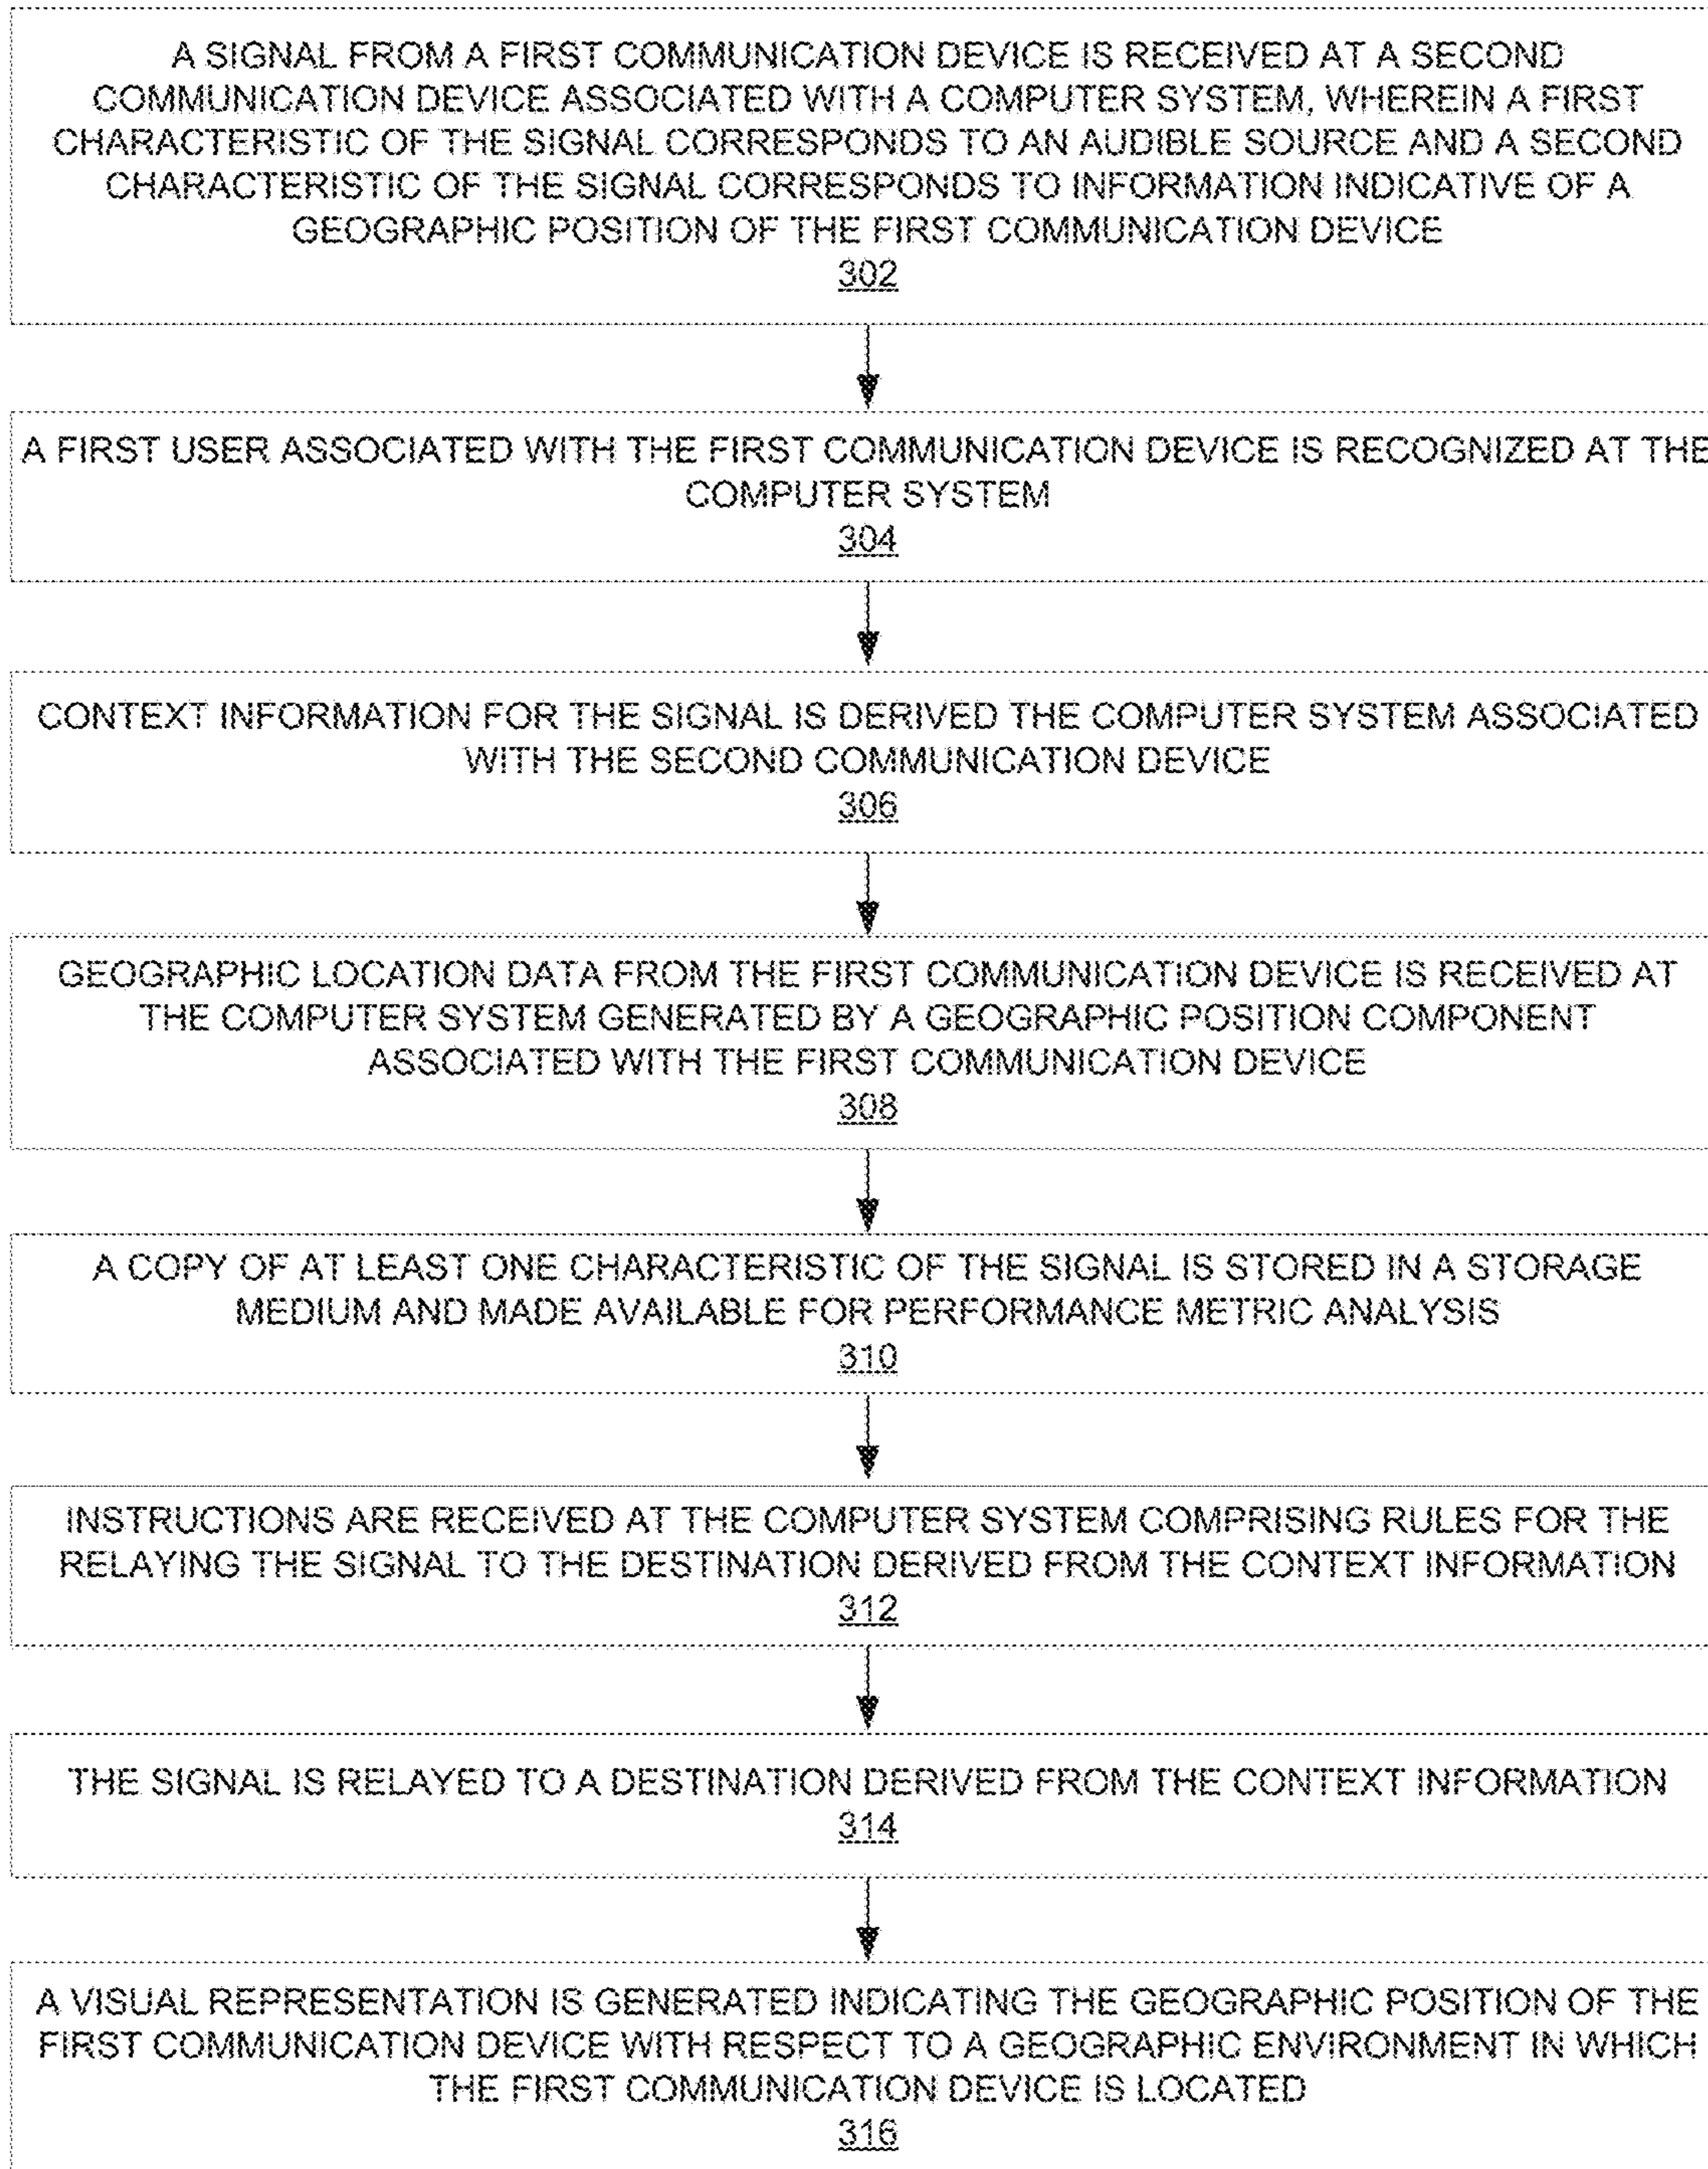 A SIGNAL FROM A FIRST COMMUNICATION DEVICE IS RECEIVED AT A SECOND
COMMUNICATION DEVICE ASSOCIATED WITH A COMPUTER SYSTEM, WHEREIN A FIRST
CHARACTERISTIC OF THE SIGNAL CORRESPONDS TO AN AUDIBLE SOURCE AND A SECOND
CHARACTERISTIC OF THE SIGNAL CORRESPONDS TO INFORMATION INDICATIVE OF A
GEOGRAPHIC POSITION OF THE FIRST COMMUNICATION DEVICE
302
A FIRST USER ASSOCIATED WITH THE FIRST COMMUNICATION DEVICE IS RECOGNIZED AT THE
COMPUTER SYSTEM
304
CONTEXT INFORMATION FOR THE SIGNAL IS DERIVED THE COMPUTER SYSTEM ASSOCIATED
WITH THE SECOND COMMUNICATION DEVICE
306
GEOGRAPHIC LOCATION DATA FROM THE FIRST COMMUNICATION DEVICE IS RECEIVED AT
THE COMPUTER SYSTEM GENERATED BY A GEOGRAPHIC POSITION COMPONENT
ASSOCIATED WITH THE FIRST COMMUNICATION DEVICE
308
A COPY OF AT LEAST ONE CHARACTERISTIC OF THE SIGNAL IS STORED IN A STORAGE
MEDIUM AND MADE AVAILABLE FOR PERFORMANCE METRIC ANALYSIS
310
INSTRUCTIONS ARE RECEIVED AT THE COMPUTER SYSTEM COMPRISING RULES FOR THE
RELAYING THE SIGNAL TO THE DESTINATION DERIVED FROM THE CONTEXT INFORMATION
312
THE SIGNAL IS RELAYED TO A DESTINATION DERIVED FROM THE CONTEXT INFORMATION
314
A VISUAL REPRESENTATION IS GENERATED INDICATING THE GEOGRAPHIC POSITION OF THE
FIRST COMMUNICATION DEVICE WITH RESPECT TO A GEOGRAPHIC ENVIRONMENT IN WHICH
THE FIRST COMMUNICATION DEVICE IS LOCATED
316